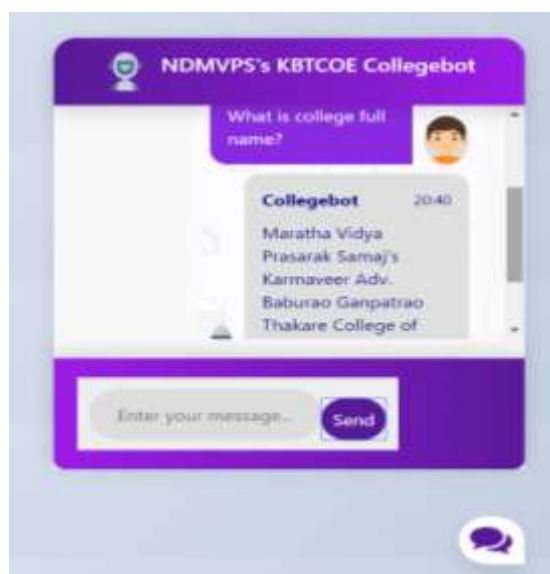 NDMVPS's KBTCOE Collegebot
What is college full
name?
Collegebot 20:40
Maratha Vidya
Prasarak Samaj's
Karmaveer Adv.
Baburao Ganpatrao
Thakare College of
Enter your message...
Send